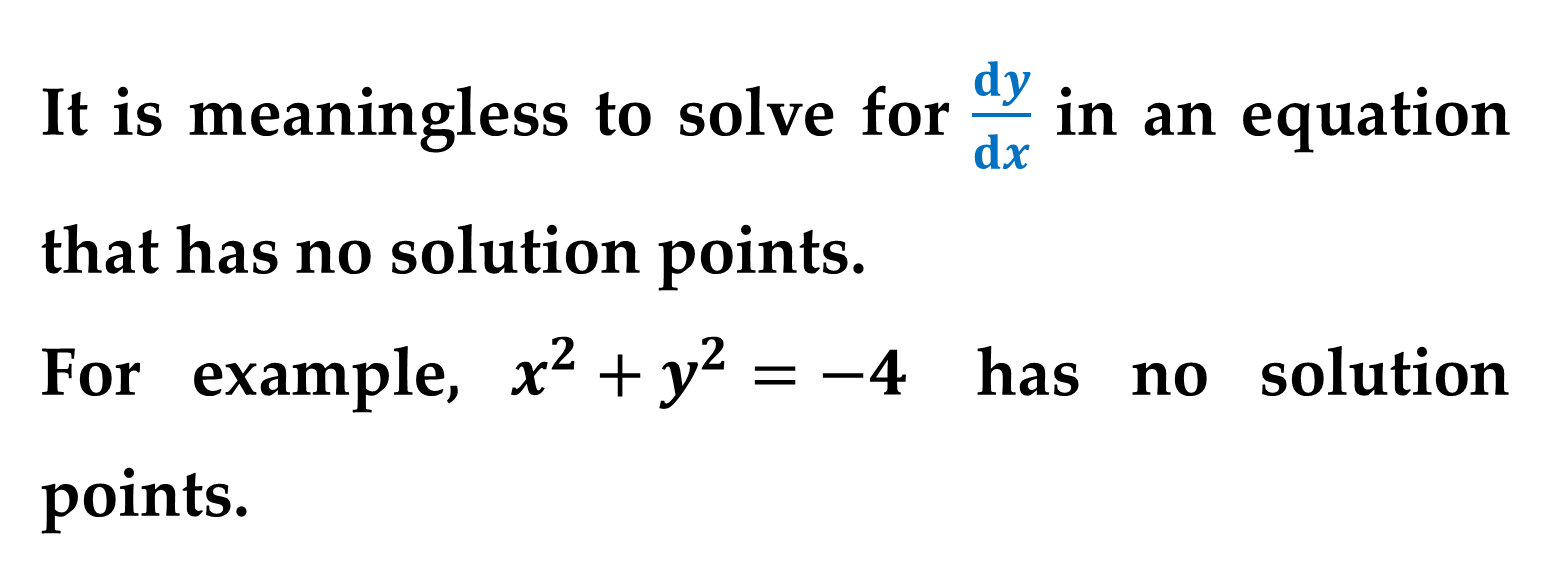 It is meaningless to solve for dy/dx in an equation
that has no solution points.
For example, x² + y² = −4 has no solution
points.